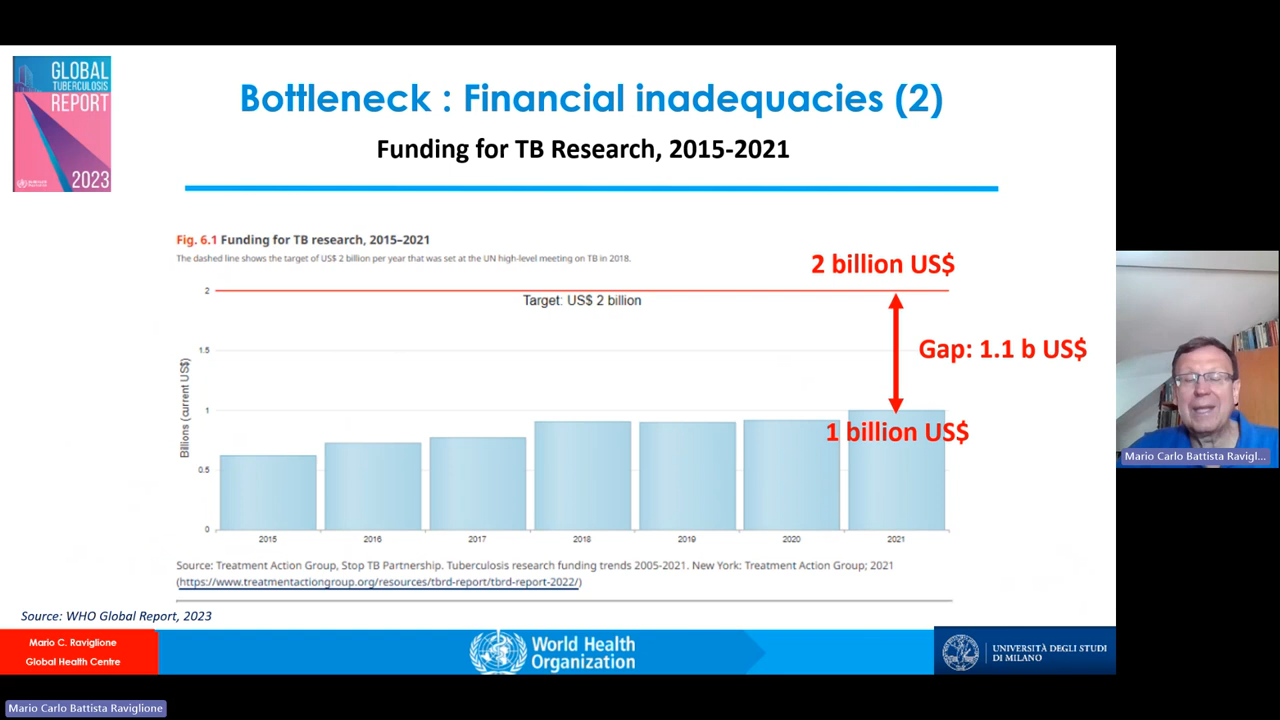 GLOBAL
TUBERCULOSIS
REPORT
2023
Bottleneck : Financial inadequacies (2)
Funding for TB Research, 2015-2021
Fig. 6.1 Funding for TB research, 2015–2021
The dashed line shows the target of US$ 2 billion per year that was set at the UN high-level meeting on TB in 2018.
2 billion US$
2
Target: US$ 2 billion
1.5
Gap: 1.1 b US$
Billions (current US$)
1
1 billion US$
0.5
0
2015 2016 2017 2018 2019 2020 2021
Source: Treatment Action Group, Stop TB Partnership. Tuberculosis research funding trends 2005-2021. New York: Treatment Action Group; 2021
(https://www.treatmentactiongroup.org/resources/tbrd-report/tbrd-report-2022/)
Source: WHO Global Report, 2023
Mario C. Raviglione
Global Health Centre
World Health
Organization
UNIVERSITÀ DEGLI STUDI
DI MILANO
Mario Carlo Battista Ravigl...
Mario Carlo Battista Raviglione